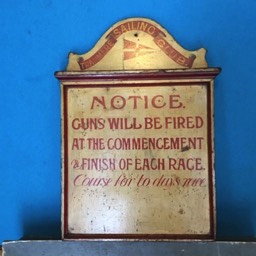 SAILING CLUB
NOTICE.
GUNS WILL BE FIRED
AT THE COMMENCEMENT
& FINISH OF EACH RACE.
Course for to days race